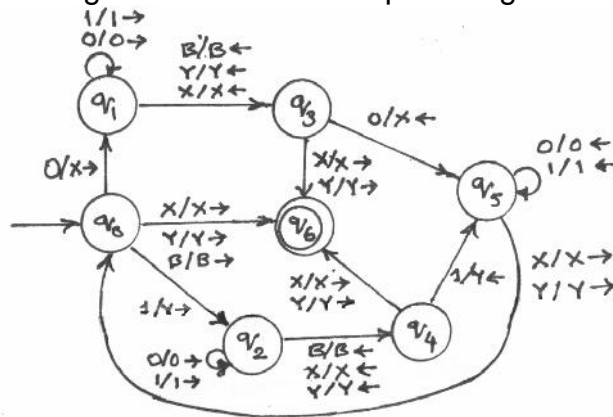 1/1→
0/0→
B/B←
Y/Y←
X/X←
q1
q3
0/X←
0/0←
1/1←
0/X→
X/X→
Y/Y→
q5
q0
X/X→
Y/Y→
B/B→
q6
X/X→
Y/Y→
1/Y←
X/X→
Y/Y→
1/Y→
q2
q4
0/0→
1/1→
B/B←
X/X←
Y/Y←